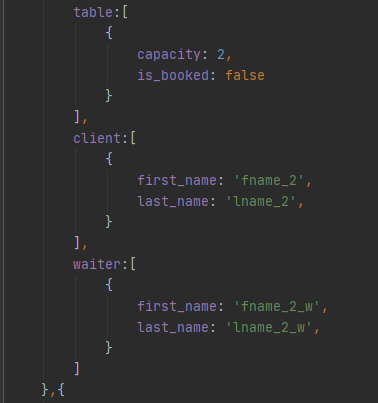 table:[
{
capacity: 2,
is_booked: false
}
],
client:[
{
first_name: 'fname_2',
last_name: 'lname_2',
}
],
waiter:[
{
first_name: 'fname_2_w',
last_name: 'lname_2_w',
}
]
},{